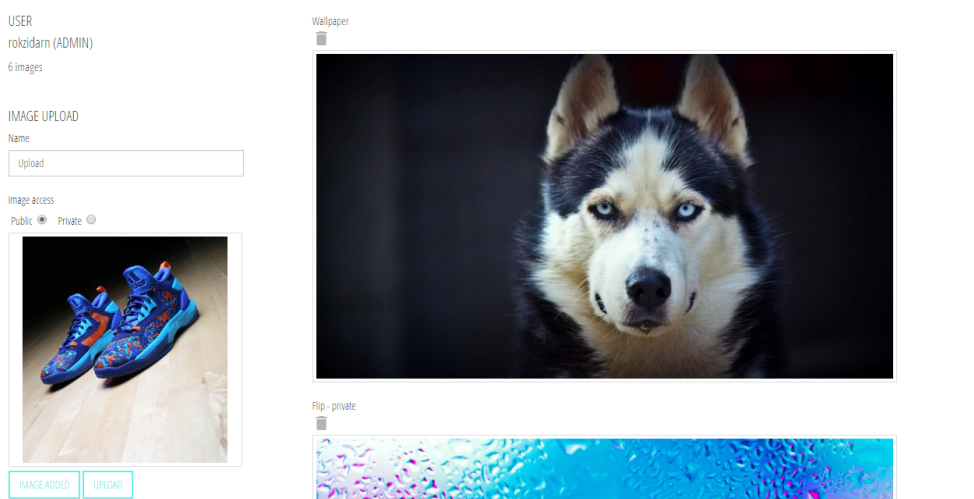 USER
rokzidarn (ADMIN)
6 images
IMAGE UPLOAD
Name
Upload
Image access
Public
Private
IMAGE ADDED
UPLOAD
Wallpaper
Flip - private